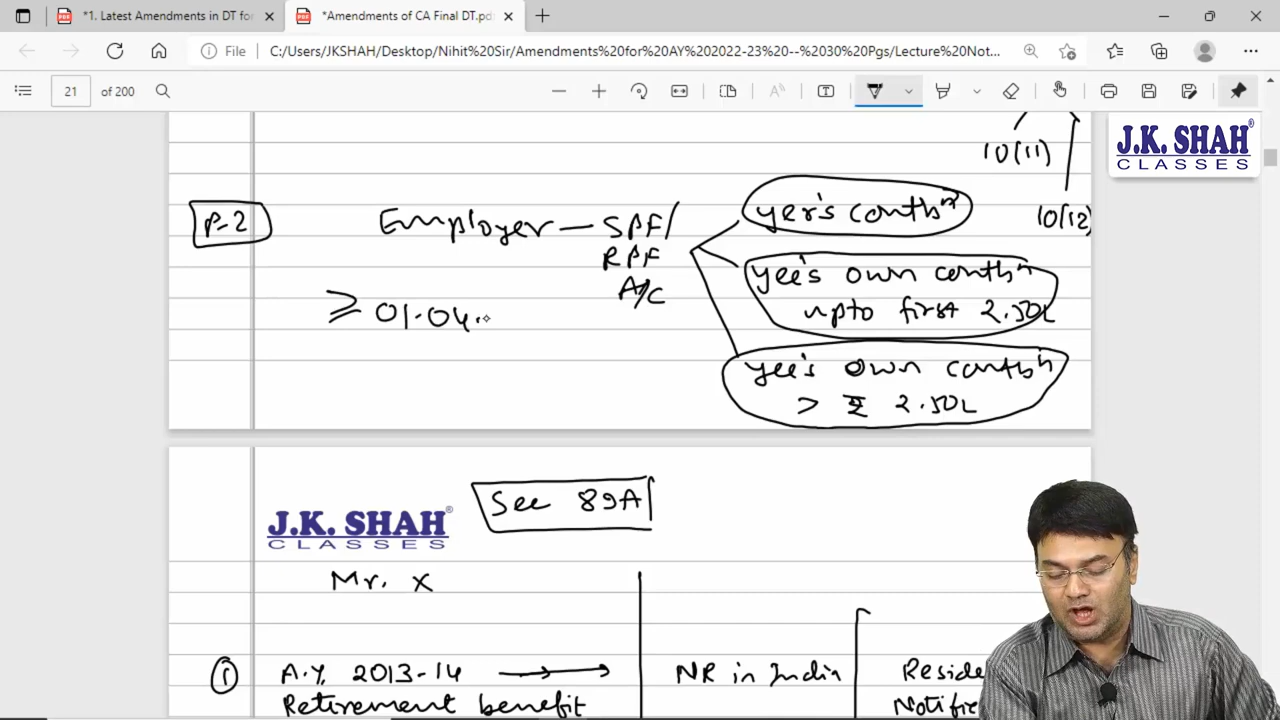 *1. Latest Amendments in DT for
*Amendments of CA Final DT.pd
File
C:/Users/JKSHAH/Desktop/Nihit%20Sir/Amendments%20for%20AY%202022-23%20--%2030%20Pgs/Lecture%20Not...
21
of 200
J.K. SHAH®
CLASSES
10(11)
10(12)
P-2
Employer — SPF/
RPF
A/C
≥ 01.04.
yer's contbn
yee's own contbn
upto first 2.50L
yee's own contbn
> ₹ 2.50L
See 89A
J.K. SHAH®
CLASSES
Mr. X
① A.Y. 2013-14
Retirement benefit
NR in India
Reside
Notifie